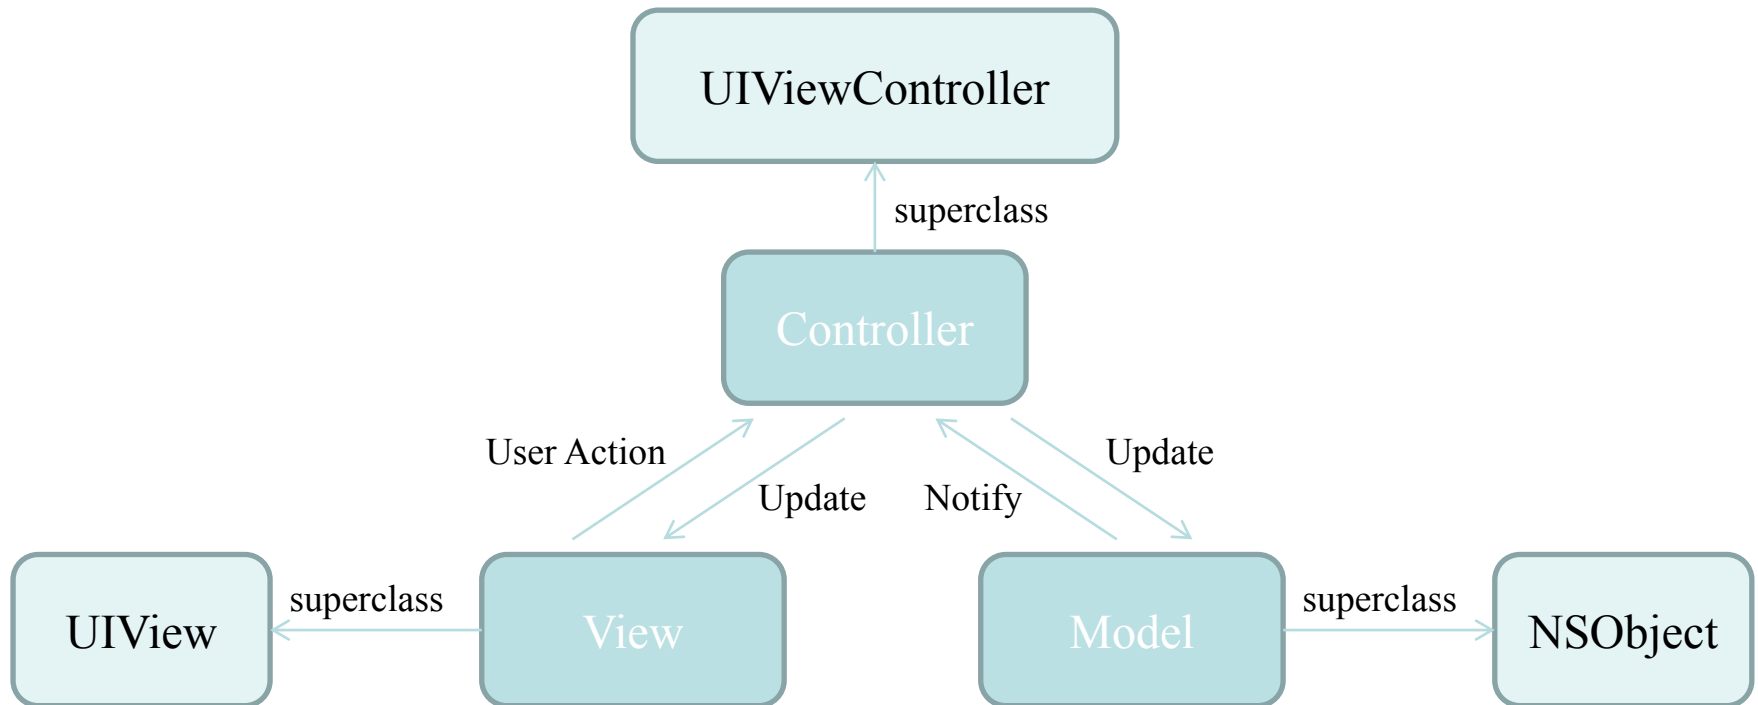 UIViewController
superclass
Controller
User Action
Update
Update
Notify
UIView
superclass
View
Model
superclass
NSObject